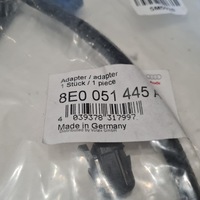 Adapter / adapter
1 Stück / 1 piece
8E0 051 445 A
4 039378 317997
Made in Germany